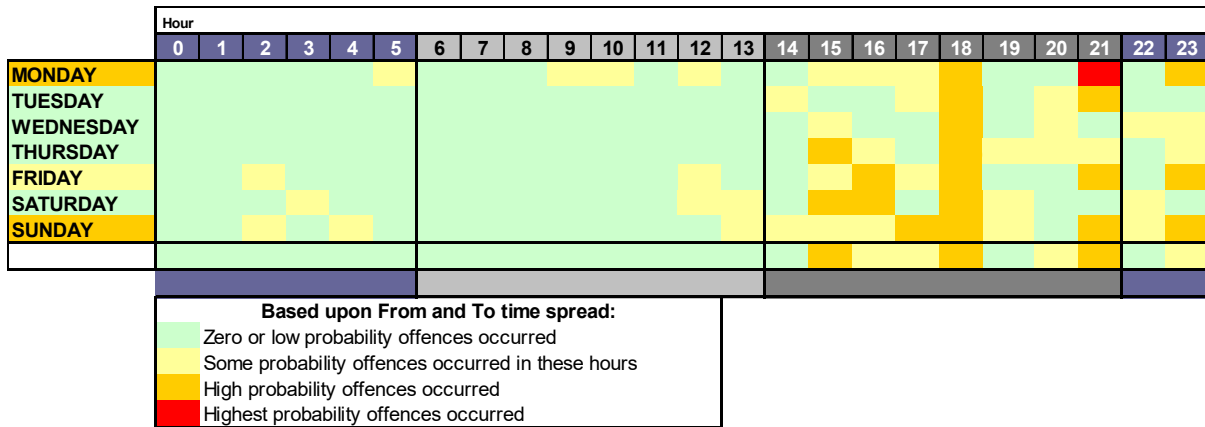 Hour
0 1 2 3 4 5 6 7 8 9 10 11 12 13 14 15 16 17 18 19 20 21 22 23
MONDAY
TUESDAY
WEDNESDAY
THURSDAY
FRIDAY
SATURDAY
SUNDAY
Based upon From and To time spread:
Zero or low probability offences occurred
Some probability offences occurred in these hours
High probability offences occurred
Highest probability offences occurred